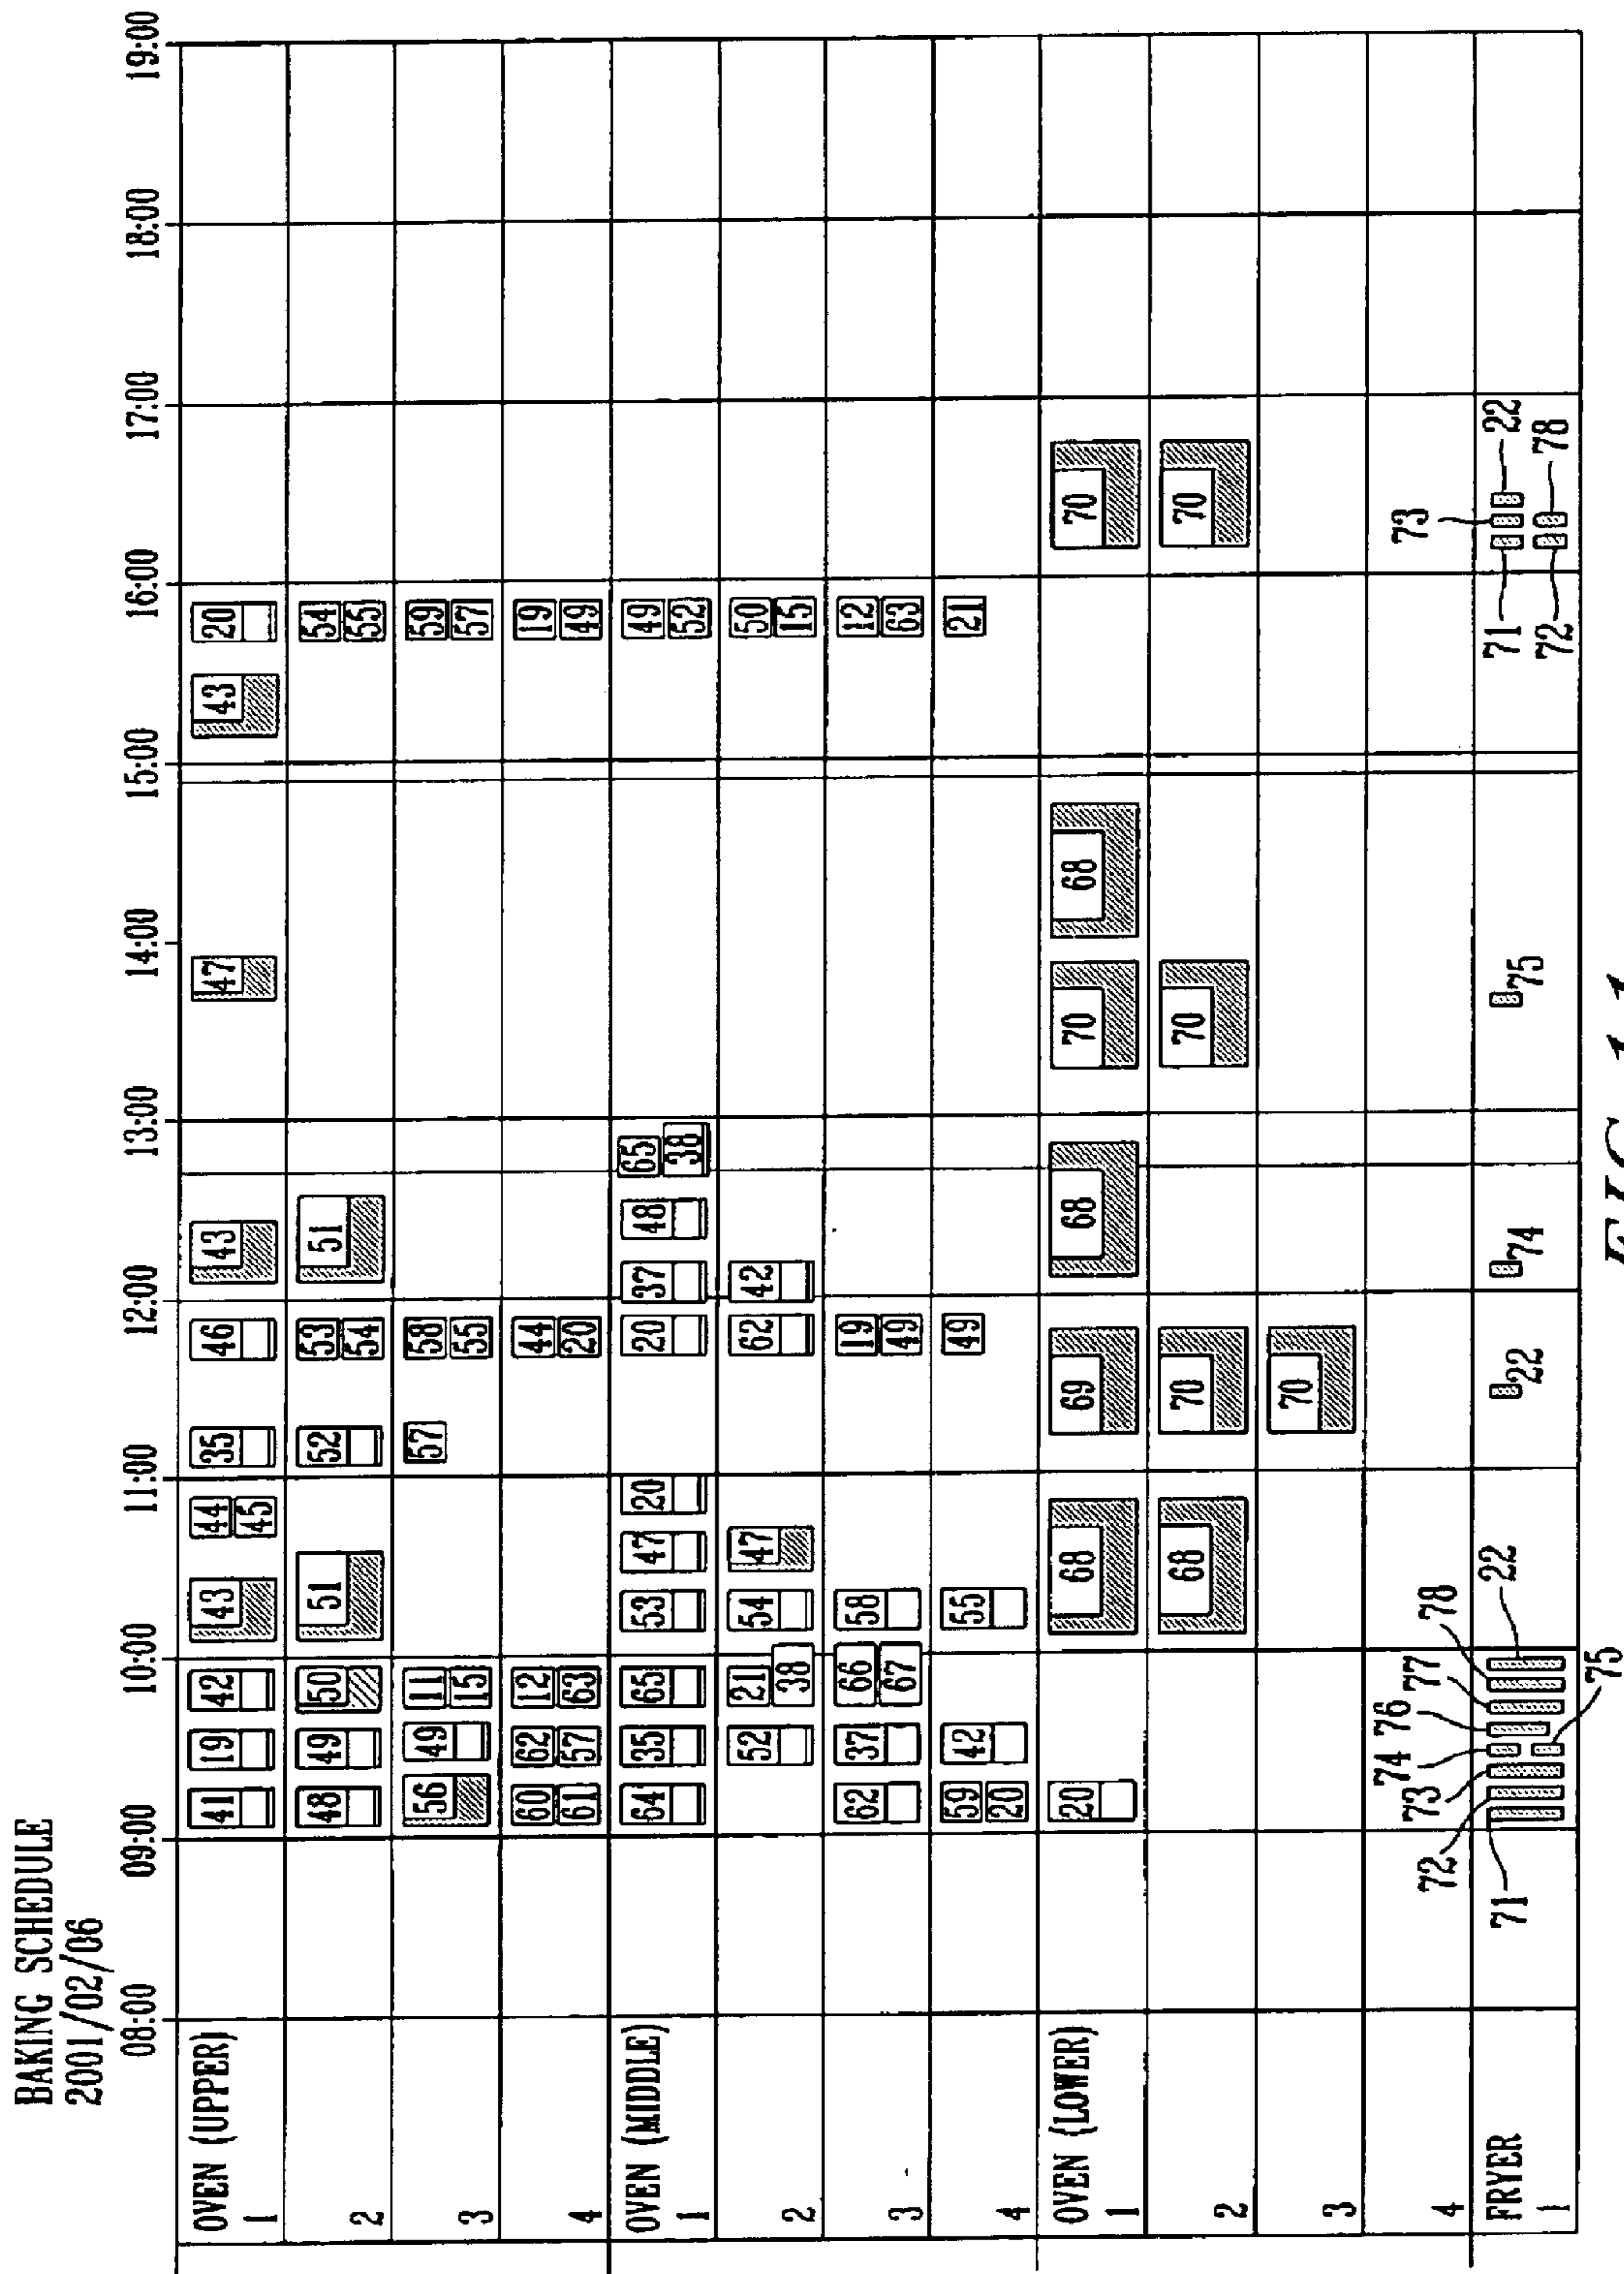 BAKING SCHEDULE
2001/02/06
08:00 09:00 10:00 11:00 12:00 13:00 14:00 15:00 16:00 17:00 18:00 19:00
OVEN (UPPER)
1 41 19 42 43 44 45 35 46 43 47 43 20
2 48 49 50 51 52 53 54 51 54 55
3 56 49 11 15 57 58 55 59 57
4 60 61 62 57 12 63 44 20 19 49
OVEN (MIDDLE)
1 64 35 65 53 47 20 20 37 48 65 38 49 52
2 52 21 38 54 47 62 42 50 15
3 62 37 66 67 58 19 49 12 63
4 59 20 42 55 49 21
OVEN (LOWER)
1 20 68 69 68 70 68 70
2 68 70 70 70
3 70
4
FRYER
1 71 72 73 74 76 77 78 22 75 22 74 75 71 72 73 22 78